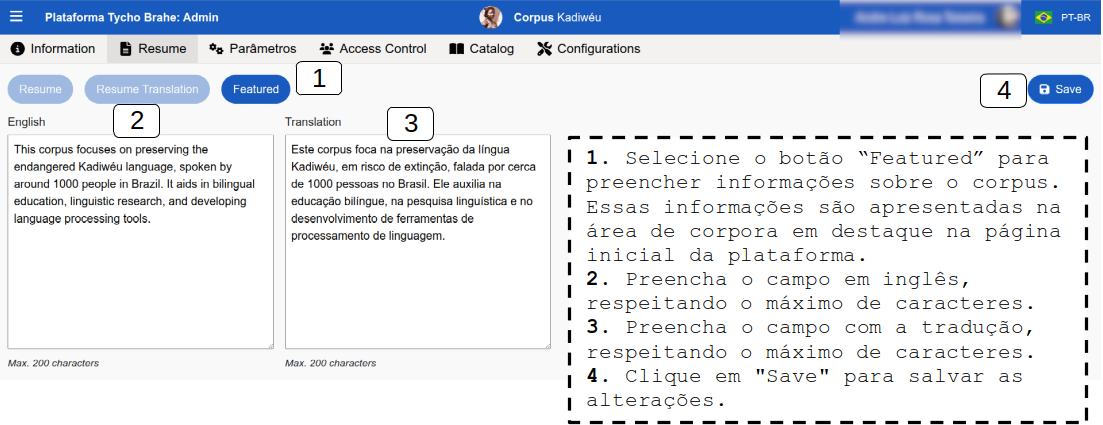 Plataforma Tycho Brahe: Admin
Corpus Kadiwéu
PT-BR
Information
Resume
Parâmetros
Access Control
Catalog
Configurations
Resume
Resume Translation
Featured
1
4
Save
English
2
Translation
3
This corpus focuses on preserving the
endangered Kadiwéu language, spoken by
around 1000 people in Brazil. It aids in bilingual
education, linguistic research, and developing
language processing tools.
Max. 200 characters
Este corpus foca na preservação da língua
Kadiwéu, em risco de extinção, falada por cerca
de 1000 pessoas no Brasil. Ele auxilia na
educação bilíngue, na pesquisa linguística e no
desenvolvimento de ferramentas de
processamento de linguagem.
Max. 200 characters
1. Selecione o botão “Featured” para
preencher informações sobre o corpus.
Essas informações são apresentadas na
área de corpora em destaque na página
inicial da plataforma.
2. Preencha o campo em inglês,
respeitando o máximo de caracteres.
3. Preencha o campo com a tradução,
respeitando o máximo de caracteres.
4. Clique em "Save" para salvar as
alterações.